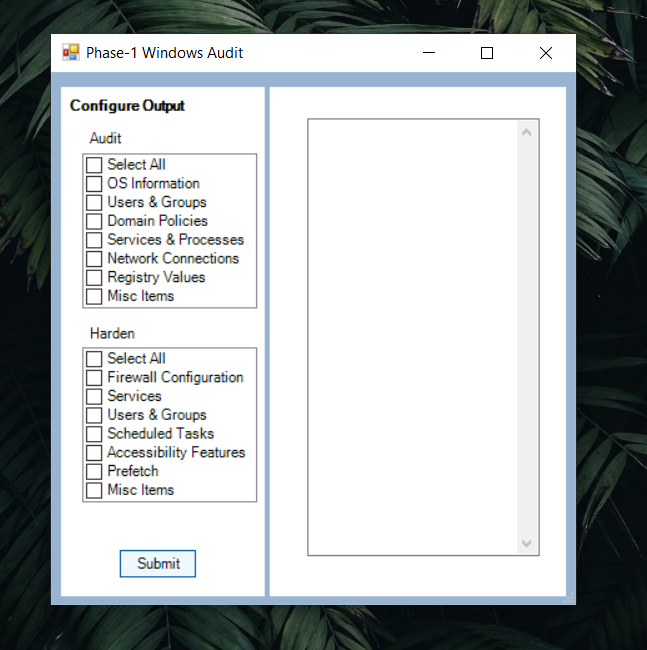 Phase-1 Windows Audit
Configure Output
Audit
Select All
OS Information
Users & Groups
Domain Policies
Services & Processes
Network Connections
Registry Values
Misc Items
Harden
Select All
Firewall Configuration
Services
Users & Groups
Scheduled Tasks
Accessibility Features
Prefetch
Misc Items
Submit